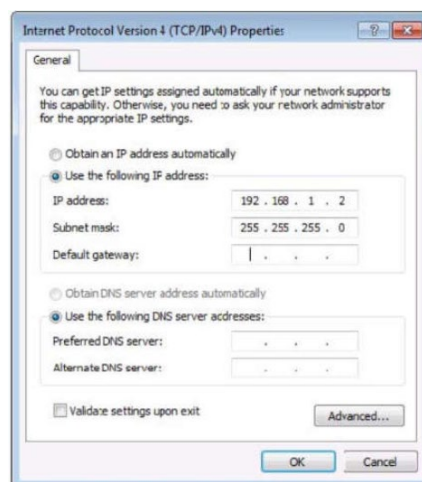 Internet Protocol Version 4 (TCP/IPv4) Properties
General
You can get IP settings assigned automatically if your network supports
this capability. Otherwise, you need to ask your network administrator
for the appropriate IP settings.
Obtain an IP address automatically
Use the following IP address:
IP address: 192 . 168 . 1 . 2
Subnet mask: 255 . 255 . 255 . 0
Default gateway: . . .
Obtain DNS server address automatically
Use the following DNS server addresses:
Preferred DNS server: . . .
Alternate DNS server: . . .
Validate settings upon exit
Advanced...
OK Cancel